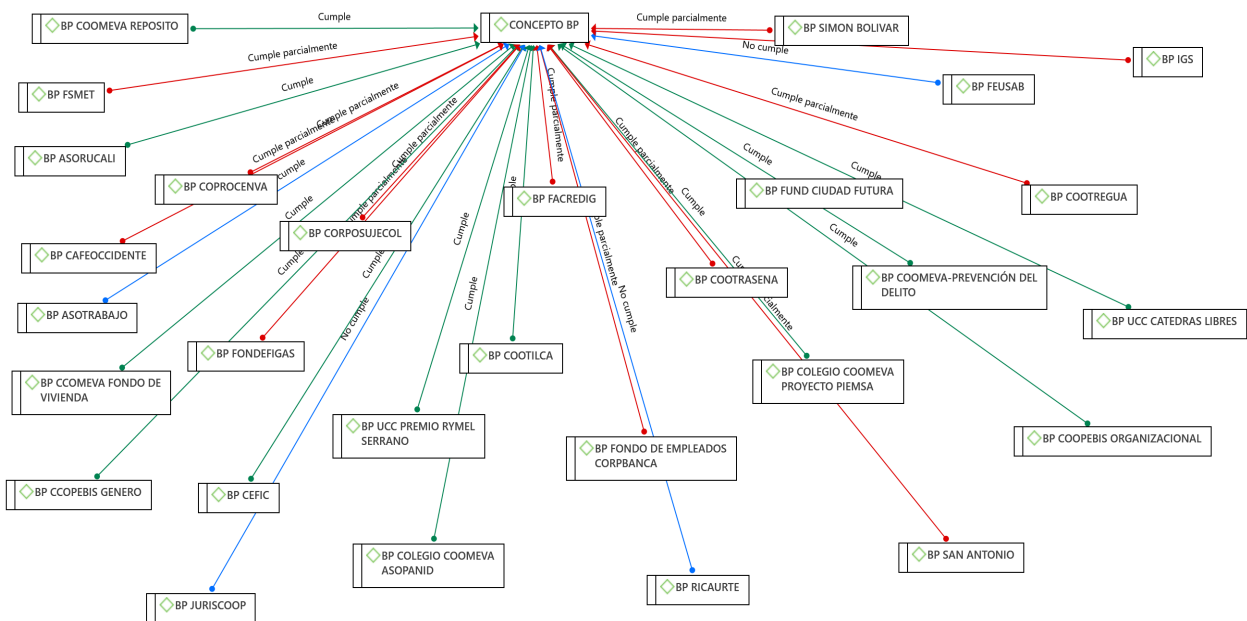 Cumple
BP COOMEVA REPOSITO
CONCEPTO BP
Cumple parcialmente
BP SIMON BOLIVAR
No cumple
BP IGS
Cumple parcialmente
BP FSMET
Cumple
BP FEUSAB
Cumple parcialmente
Cumple parcialmente
Cumple parcialmente
Cumple parcialmente
Cumple parcialmente
Cumple parcialmente
BP ASORUCALI
Cumple
Cumple
cumple
BP COPROCENVA
BP FACREDIG
BP FUND CIUDAD FUTURA
BP COOTREGUA
Cumple
Cumple
Cumple
Cumple
BP CORPOSUJECOL
BP CAFEOCCIDENTE
Cumple
Cumple
Cumple
BP COOTRASENA
BP COOMEVA-PREVENCIÓN DEL
DELITO
BP ASOTRABAJO
No cumple
No cumple
BP UCC CATEDRAS LIBRES
BP FONDEFIGAS
BP COOTILCA
BP CCOMEVA FONDO DE
VIVIENDA
BP COLEGIO COOMEVA
PROYECTO PIEMSA
BP UCC PREMIO RYMEL
SERRANO
BP FONDO DE EMPLEADOS
CORPBANCA
BP COOPEBIS ORGANIZACIONAL
BP CCOPEBIS GENERO
BP CEFIC
BP COLEGIO COOMEVA
ASOPANID
BP SAN ANTONIO
BP RICAURTE
BP JURISCOOP